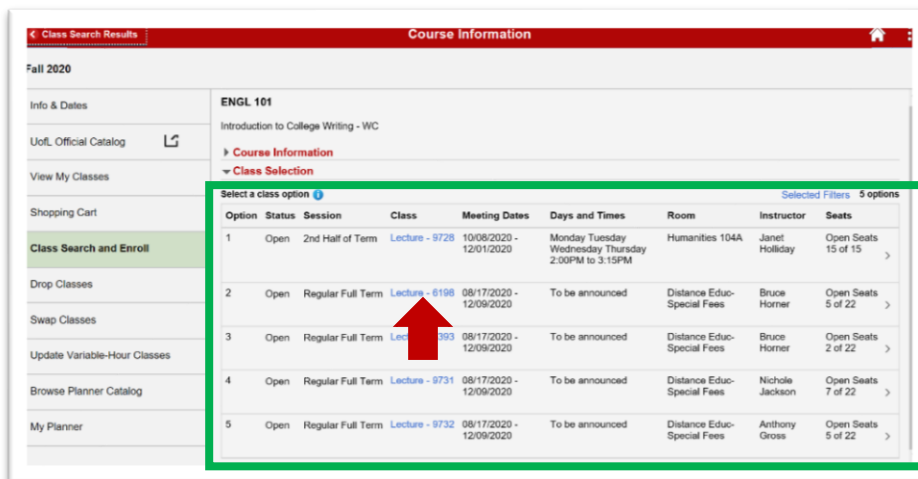 Class Search Results
Course Information
Fall 2020
Info & Dates
UofL Official Catalog
View My Classes
Shopping Cart
Class Search and Enroll
Drop Classes
Swap Classes
Update Variable-Hour Classes
Browse Planner Catalog
My Planner
ENGL 101
Introduction to College Writing - WC
Course Information
Class Selection
Select a class option
Selected Filters 5 options
Option Status Session Class Meeting Dates Days and Times Room Instructor Seats
1 Open 2nd Half of Term Lecture - 9728 10/08/2020 - Monday Tuesday Humanities 104A Janet Open Seats
12/01/2020 Wednesday Thursday Holliday 15 of 15
2:00PM to 3:15PM
2 Open Regular Full Term Lecture - 6198 08/17/2020 - To be announced Distance Educ- Bruce Open Seats
12/09/2020 Special Fees Horner 5 of 22
3 Open Regular Full Term 393 08/17/2020 - To be announced Distance Educ- Bruce Open Seats
12/09/2020 Special Fees Horner 2 of 22
4 Open Regular Full Term Lecture - 9731 08/17/2020 - To be announced Distance Educ- Nichole Open Seats
12/09/2020 Special Fees Jackson 7 of 22
5 Open Regular Full Term Lecture - 9732 08/17/2020 - To be announced Distance Educ- Anthony Open Seats
12/09/2020 Special Fees Gross 5 of 22